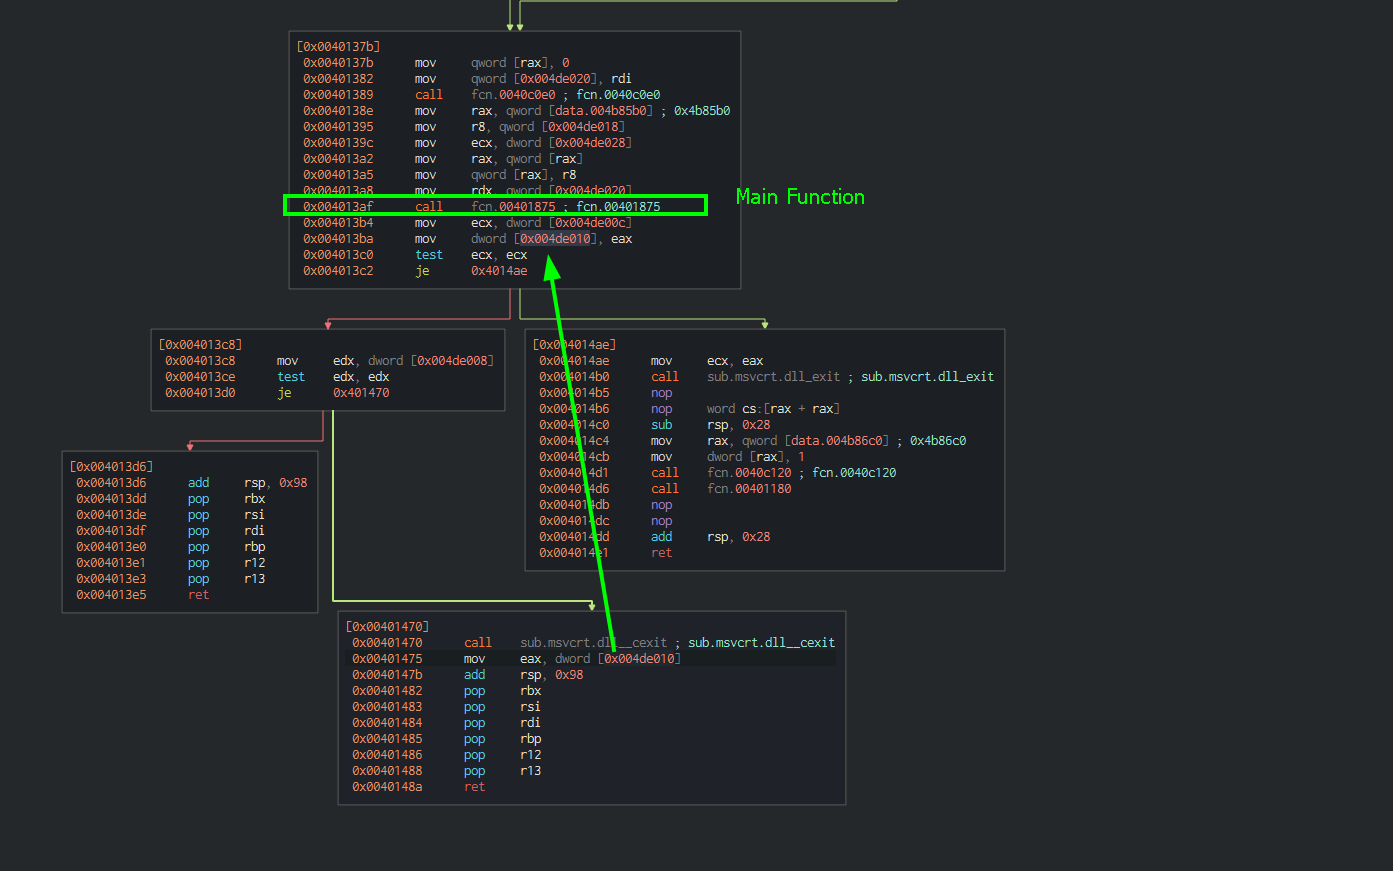 [0x0040137b]
0x0040137b mov qword [rax], 0
0x00401382 mov qword [0x004de020], rdi
0x00401389 call fcn.0040c0e0 ; fcn.0040c0e0
0x0040138e mov rax, qword [data.004b85b0] ; 0x4b85b0
0x00401395 mov r8, qword [0x004de018]
0x0040139c mov ecx, dword [0x004de028]
0x004013a2 mov rax, qword [rax]
0x004013a5 mov qword [rax], r8
0x004013a8 mov rdx, qword [0x004de020]
0x004013af call fcn.00401875 ; fcn.00401875
Main Function
0x004013b4 mov ecx, dword [0x004de00c]
0x004013ba mov dword [0x004de010], eax
0x004013c0 test ecx, ecx
0x004013c2 je 0x4014ae
[0x004013c8]
0x004013c8 mov edx, dword [0x004de008]
0x004013ce test edx, edx
0x004013d0 je 0x401470
[0x004014ae]
0x004014ae mov ecx, eax
0x004014b0 call sub.msvcrt.dll_exit ; sub.msvcrt.dll_exit
0x004014b5 nop
0x004014b6 nop word cs:[rax + rax]
0x004014c0 sub rsp, 0x28
0x004014c4 mov rax, qword [data.004b86c0] ; 0x4b86c0
0x004014cb mov dword [rax], 1
0x004014d1 call fcn.0040c120 ; fcn.0040c120
0x004014d6 call fcn.00401180
0x004014db nop
0x004014dc nop
0x004014dd add rsp, 0x28
0x004014e1 ret
[0x004013d6]
0x004013d6 add rsp, 0x98
0x004013dd pop rbx
0x004013de pop rsi
0x004013df pop rdi
0x004013e0 pop rbp
0x004013e1 pop r12
0x004013e3 pop r13
0x004013e5 ret
[0x00401470]
0x00401470 call sub.msvcrt.dll__cexit ; sub.msvcrt.dll__cexit
0x00401475 mov eax, dword [0x004de010]
0x0040147b add rsp, 0x98
0x00401482 pop rbx
0x00401483 pop rsi
0x00401484 pop rdi
0x00401485 pop rbp
0x00401486 pop r12
0x00401488 pop r13
0x0040148a ret